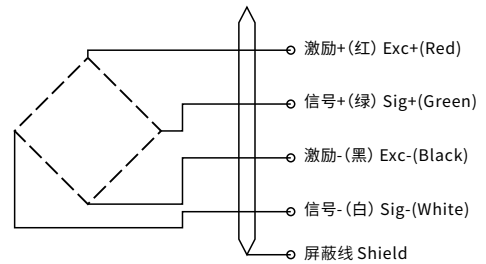 激励+(红) Exc+(Red)
信号+(绿) Sig+(Green)
激励-(黑) Exc-(Black)
信号-(白) Sig-(White)
屏蔽线 Shield